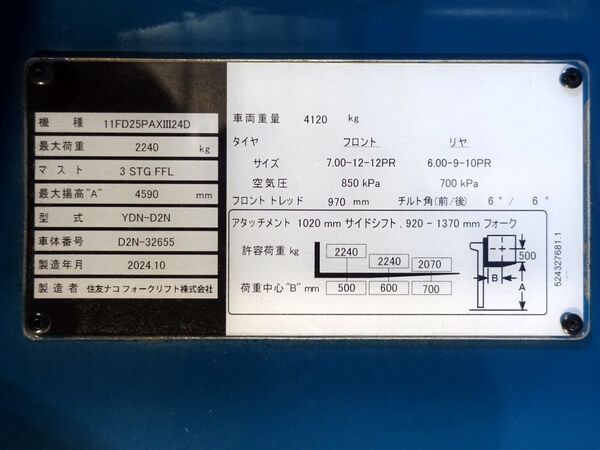 機 種 11FD25PAXⅢ24D
最大荷重 2240 kg
マ ス ト 3 STG FFL
最大揚高"A" 4590 mm
型 式 YDN-D2N
車体番号 D2N-32655
製造年月 2024.10
製 造 者 住友ナコ フォークリフト株式会社
車両重量 4120 kg
タイヤ フロント リヤ
サイズ 7.00-12-12PR 6.00-9-10PR
空気圧 850 kPa 700 kPa
フロント トレッド 970 mm チルト角(前/後) 6°/ 6°
アタッチメント 1020 mm サイドシフト , 920 - 1370 mm フォーク
許容荷重 kg 2240 2240 2070
荷重中心 "B" mm 500 600 700
500
B
A
524327681.1